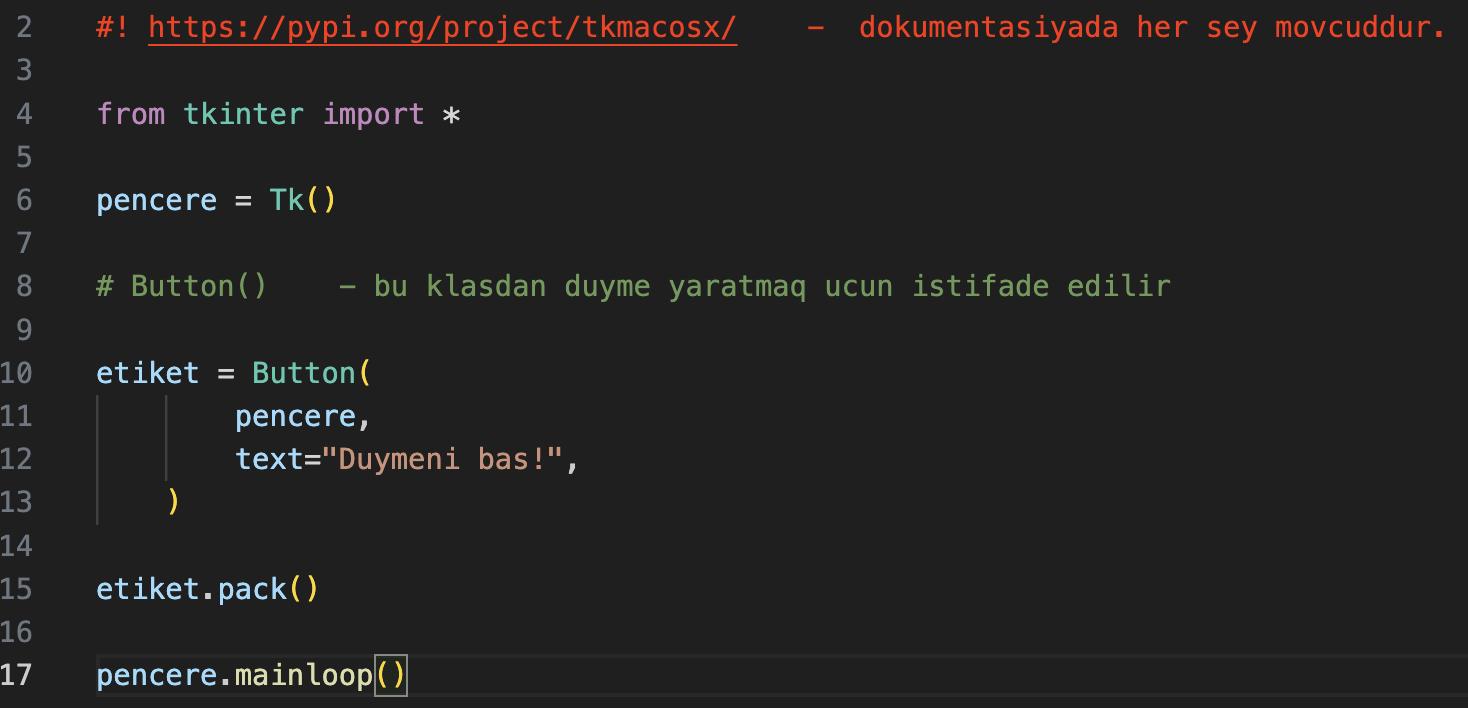 2 #! https://pypi.org/project/tkmacosx/ - dokumentasiyada her sey movcuddur.
3
4 from tkinter import *
5
6 pencere = Tk()
7
8 # Button() - bu klasdan duyme yaratmaq ucun istifade edilir
9
10 etiket = Button(
11 pencere,
12 text="Duymeni bas!",
13 )
14
15 etiket.pack()
16
17 pencere.mainloop()